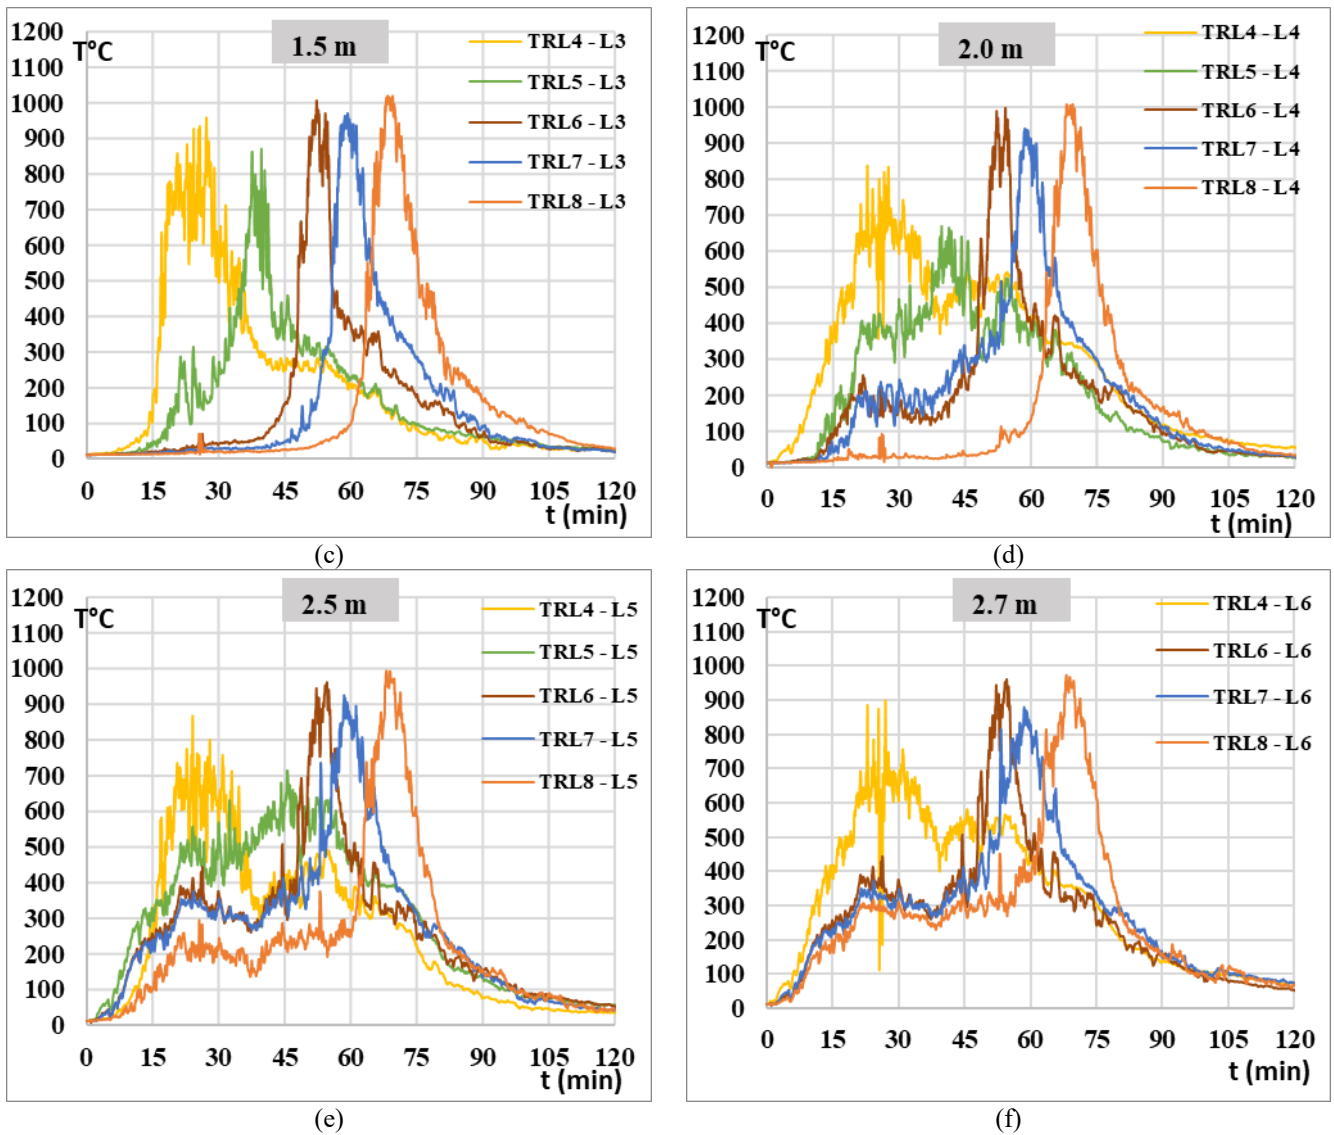 1.5 m
T°C
TRL4 - L3
TRL5 - L3
TRL6 - L3
TRL7 - L3
TRL8 - L3
1200
1100
1000
900
800
700
600
500
400
300
200
100
0
0 15 30 45 60 75 90 105 120
t (min)
(c)
2.0 m
T°C
TRL4 - L4
TRL5 - L4
TRL6 - L4
TRL7 - L4
TRL8 - L4
1200
1100
1000
900
800
700
600
500
400
300
200
100
0
0 15 30 45 60 75 90 105 120
t (min)
(d)
2.5 m
T°C
TRL4 - L5
TRL5 - L5
TRL6 - L5
TRL7 - L5
TRL8 - L5
1200
1100
1000
900
800
700
600
500
400
300
200
100
0
0 15 30 45 60 75 90 105 120
t (min)
(e)
2.7 m
T°C
TRL4 - L6
TRL6 - L6
TRL7 - L6
TRL8 - L6
1200
1100
1000
900
800
700
600
500
400
300
200
100
0
0 15 30 45 60 75 90 105 120
t (min)
(f)